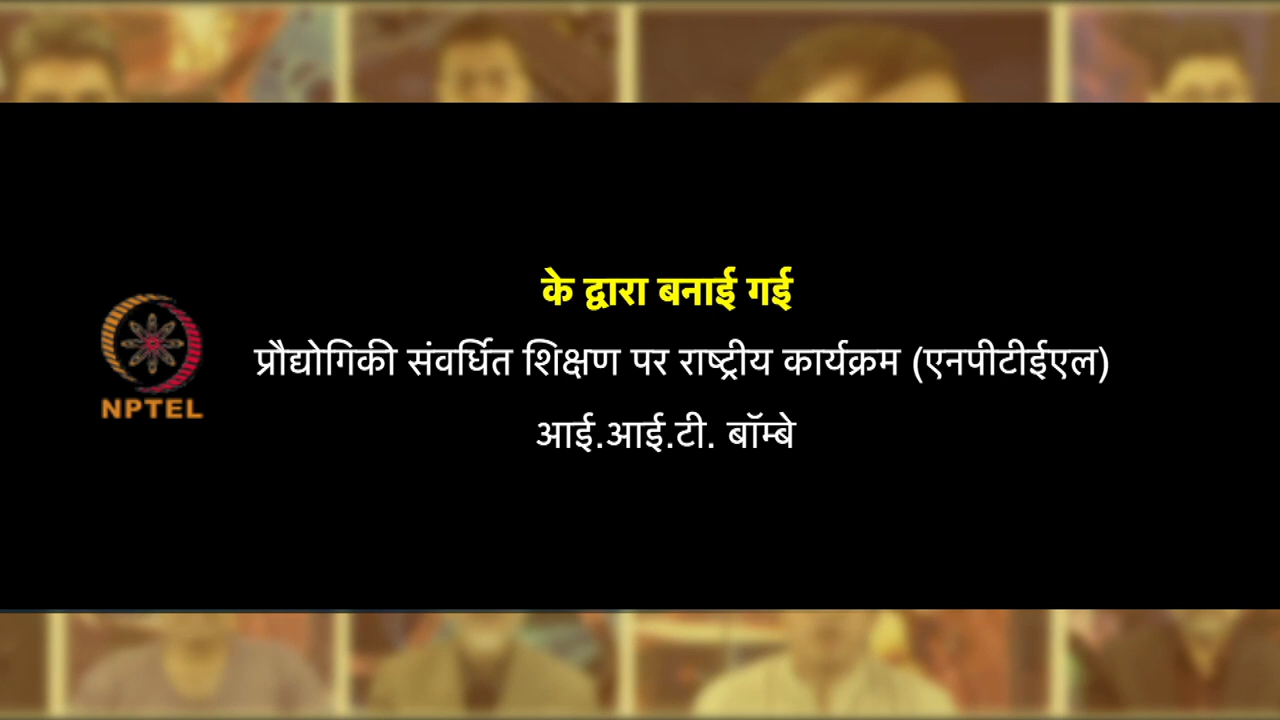 के द्वारा बनाई गई
प्रौद्योगिकी संवर्धित शिक्षण पर राष्ट्रीय कार्यक्रम (एनपीटीईएल)
आई.आई.टी. बॉम्बे
NPTEL